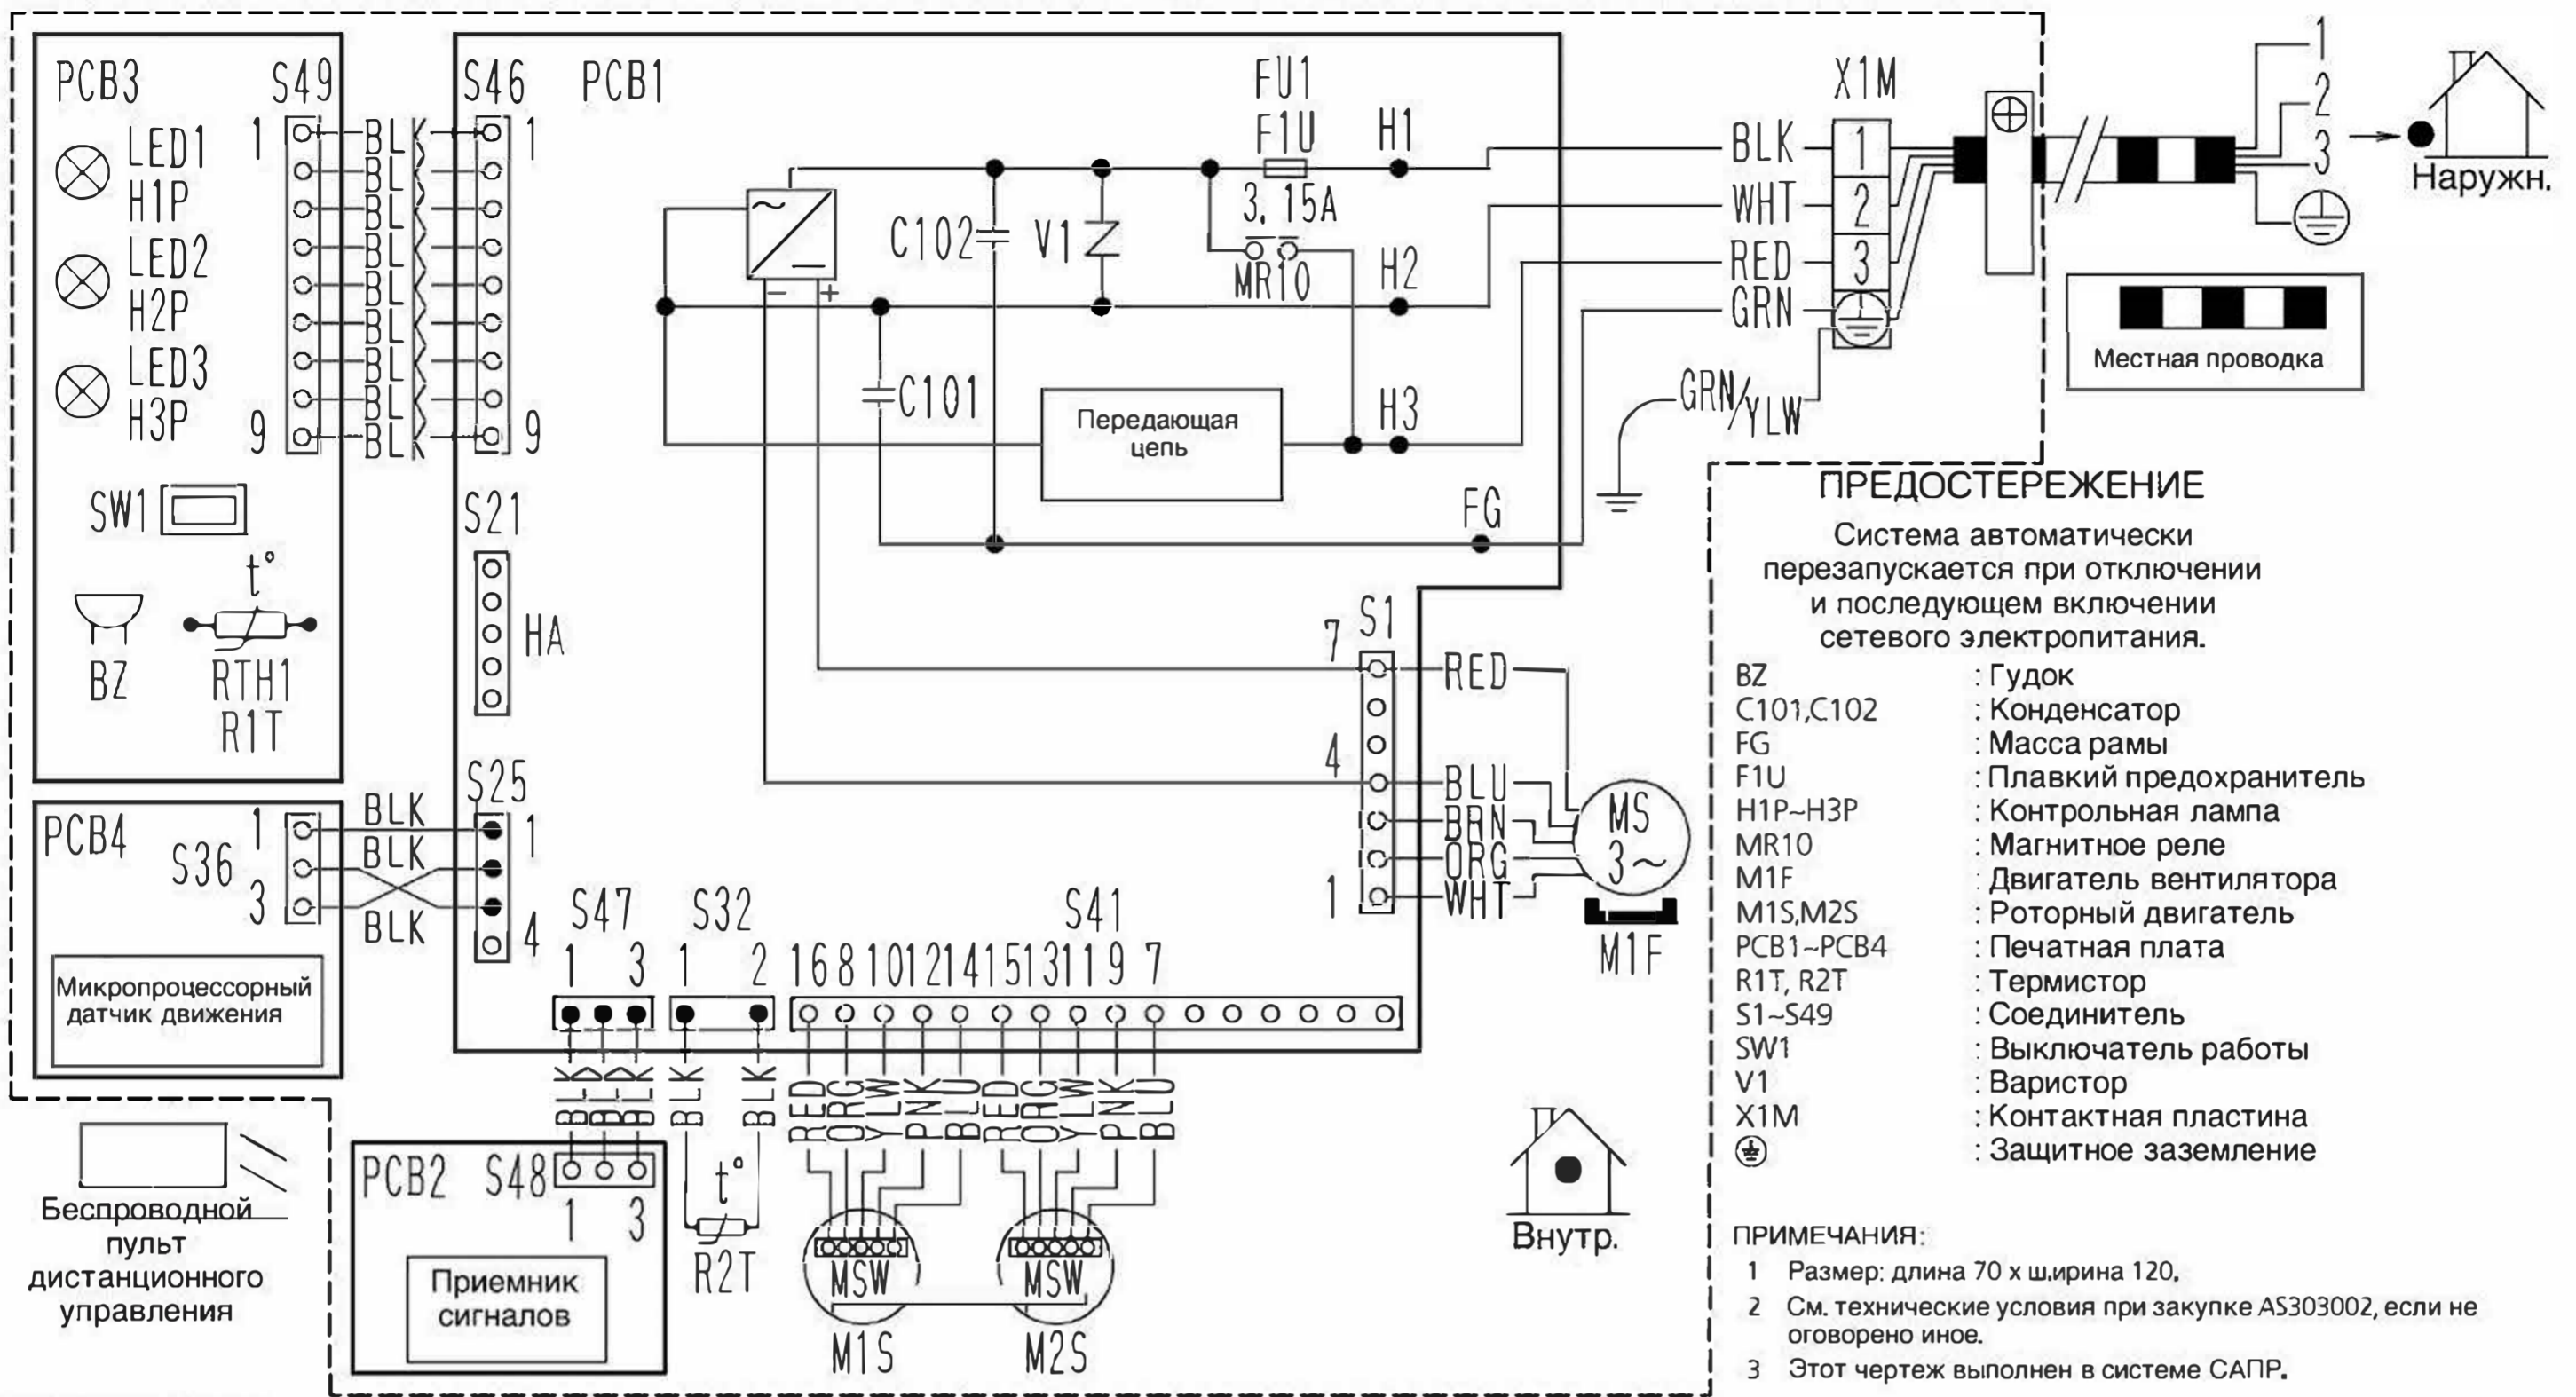 PCB3
S49
LED1
H1P
LED2
H2P
LED3
H3P
1
9
BLK
BLK
BLK
BLK
BLK
BLK
BLK
BLK
BLK
S46
1
9
SW1
t°
BZ
RTH1
R1T
PCB1
S21
HA
FU1
F1U
3.15A
H1
C102
V1
MR10
H2
C101
Передающая
цепь
H3
FG
X1M
BLK
1
WHT
2
RED
3
GRN
GRN/YLW
1
2
3
Наружн.
Местная проводка
PCB4
S36
1
3
BLK
BLK
BLK
S25
1
4
Микропроцессорный
датчик движения
S1
7
4
1
RED
BLU
BRN
ORG
WHT
MS
3~
M1F
S47
1 3
S32
1 2
S41
16 8 10 12 14 15 13 11 9 7
BLK BLK BLK
BLK BLK
RED ORG YLW PNK BLU RED ORG YLW PNK BLU
PCB2 S48
1 3
Приемник
сигналов
t°
R2T
MSW
M1S
MSW
M2S
Внутр.
Беспроводной
пульт
дистанционного
управления
ПРЕДОСТЕРЕЖЕНИЕ
Система автоматически
перезапускается при отключении
и последующем включении
сетевого электропитания.
BZ : Гудок
C101,C102 : Конденсатор
FG : Масса рамы
F1U : Плавкий предохранитель
H1P~H3P : Контрольная лампа
MR10 : Магнитное реле
M1F : Двигатель вентилятора
M1S,M2S : Роторный двигатель
PCB1~PCB4 : Печатная плата
R1T, R2T : Термистор
S1~S49 : Соединитель
SW1 : Выключатель работы
V1 : Варистор
X1M : Контактная пластина
: Защитное заземление
ПРИМЕЧАНИЯ:
1 Размер: длина 70 x ширина 120.
2 См. технические условия при закупке AS303002, если не
оговорено иное.
3 Этот чертеж выполнен в системе САПР.